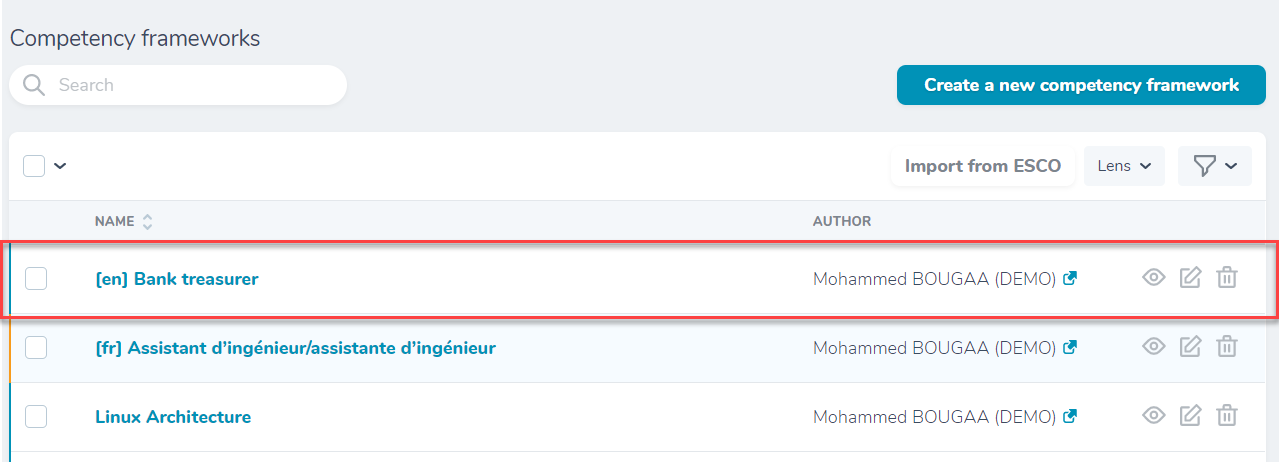 Competency frameworks
Search
Create a new competency framework
Import from ESCO
Lens
NAME
AUTHOR
[en] Bank treasurer
Mohammed BOUGAA (DEMO)
[fr] Assistant d’ingénieur/assistante d’ingénieur
Mohammed BOUGAA (DEMO)
Linux Architecture
Mohammed BOUGAA (DEMO)